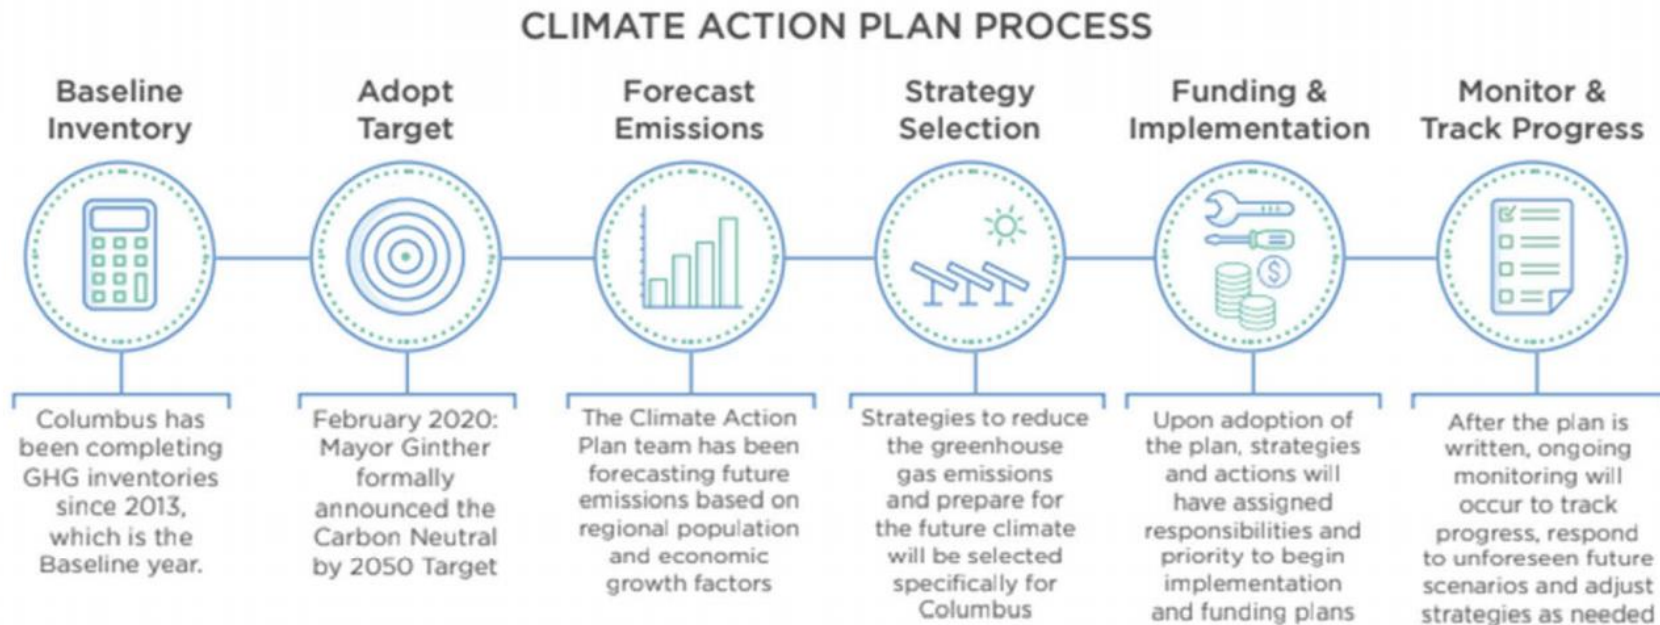 CLIMATE ACTION PLAN PROCESS
Baseline
Inventory
Adopt
Target
Forecast
Emissions
Strategy
Selection
Funding &
Implementation
Monitor &
Track Progress
$
Columbus has
been completing
GHG inventories
since 2013,
which is the
Baseline year.
February 2020:
Mayor Ginther
formally
announced the
Carbon Neutral
by 2050 Target
The Climate Action
Plan team has been
forecasting future
emissions based on
regional population
and economic
growth factors
Strategies to reduce
the greenhouse
gas emissions
and prepare for
the future climate
will be selected
specifically for
Columbus
Upon adoption of
the plan, strategies
and actions will
have assigned
responsibilities and
priority to begin
implementation
and funding plans
After the plan is
written, ongoing
monitoring will
occur to track
progress, respond
to unforeseen future
scenarios and adjust
strategies as needed